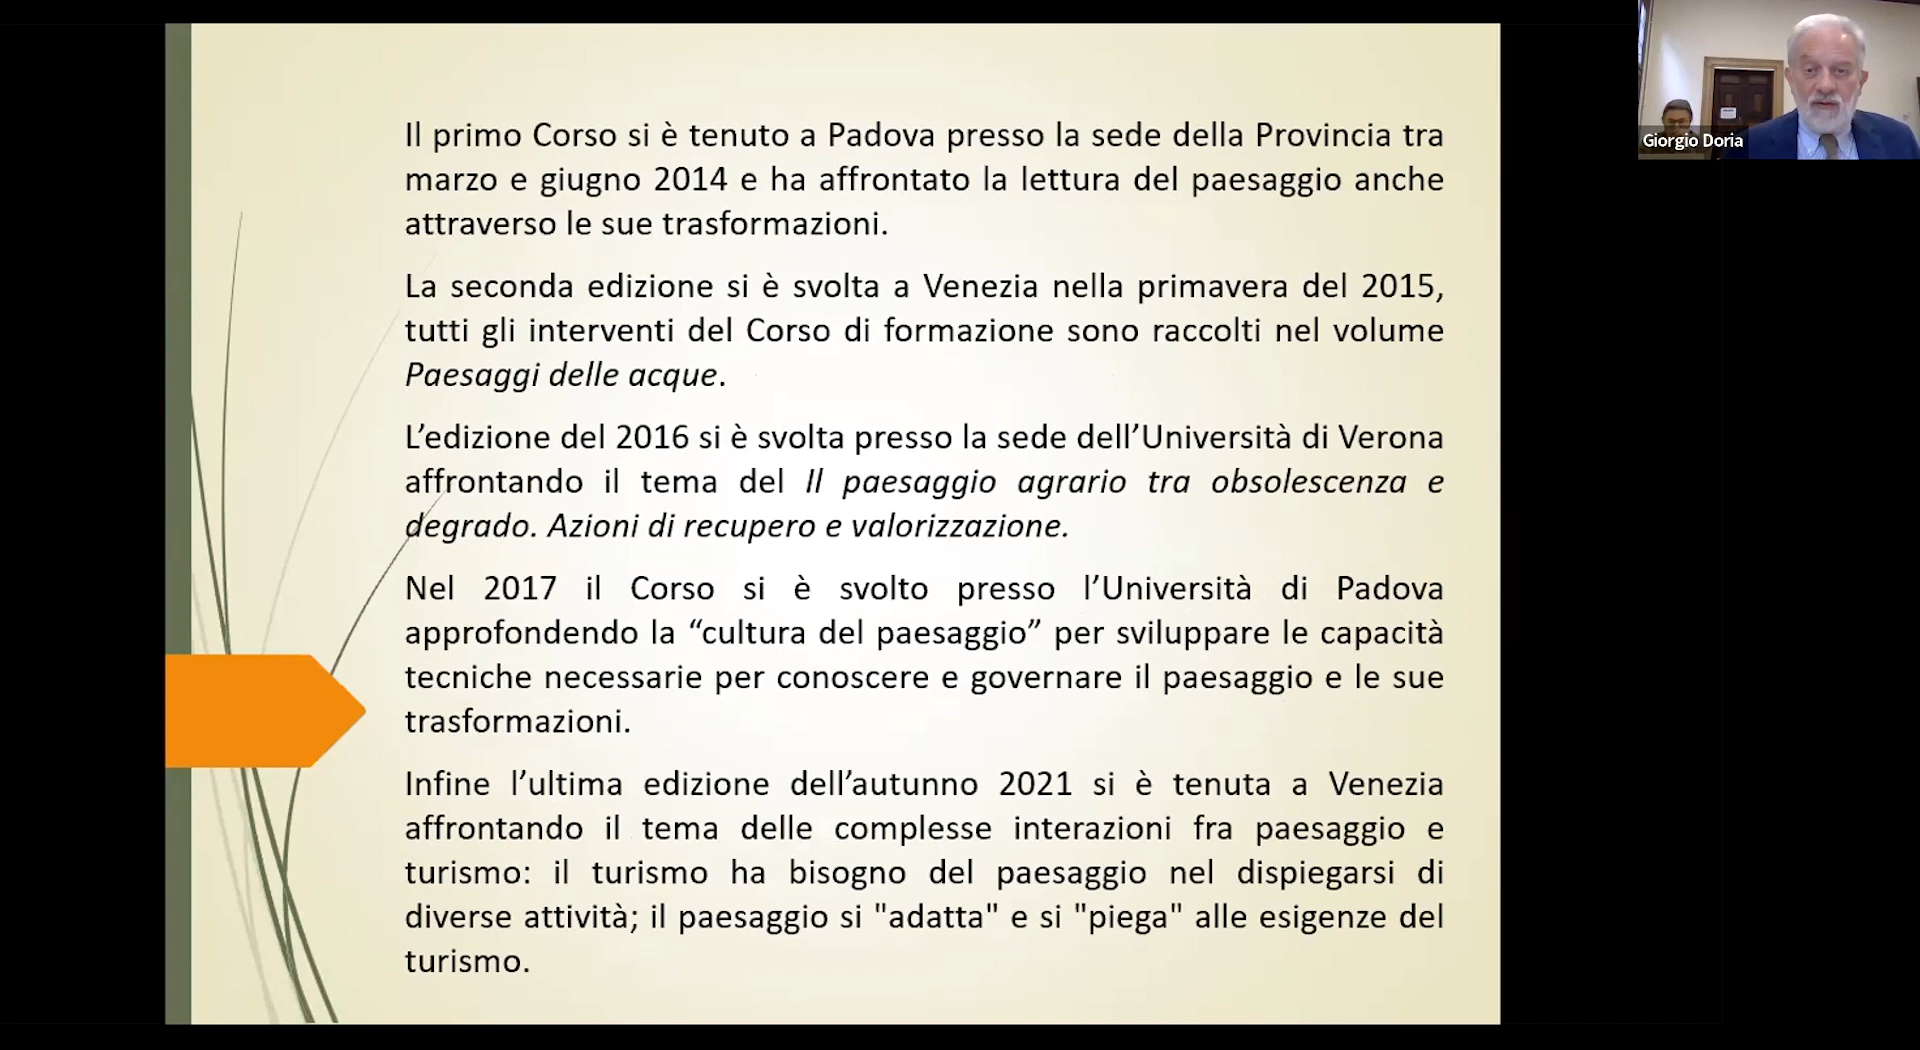 Il primo Corso si è tenuto a Padova presso la sede della Provincia tra
marzo e giugno 2014 e ha affrontato la lettura del paesaggio anche
attraverso le sue trasformazioni.
La seconda edizione si è svolta a Venezia nella primavera del 2015,
tutti gli interventi del Corso di formazione sono raccolti nel volume
Paesaggi delle acque.
L’edizione del 2016 si è svolta presso la sede dell’Università di Verona
affrontando il tema del Il paesaggio agrario tra obsolescenza e
degrado. Azioni di recupero e valorizzazione.
Nel 2017 il Corso si è svolto presso l’Università di Padova
approfondendo la “cultura del paesaggio” per sviluppare le capacità
tecniche necessarie per conoscere e governare il paesaggio e le sue
trasformazioni.
Infine l’ultima edizione dell’autunno 2021 si è tenuta a Venezia
affrontando il tema delle complesse interazioni fra paesaggio e
turismo: il turismo ha bisogno del paesaggio nel dispiegarsi di
diverse attività; il paesaggio si "adatta" e si "piega" alle esigenze del
turismo.
Giorgio Doria